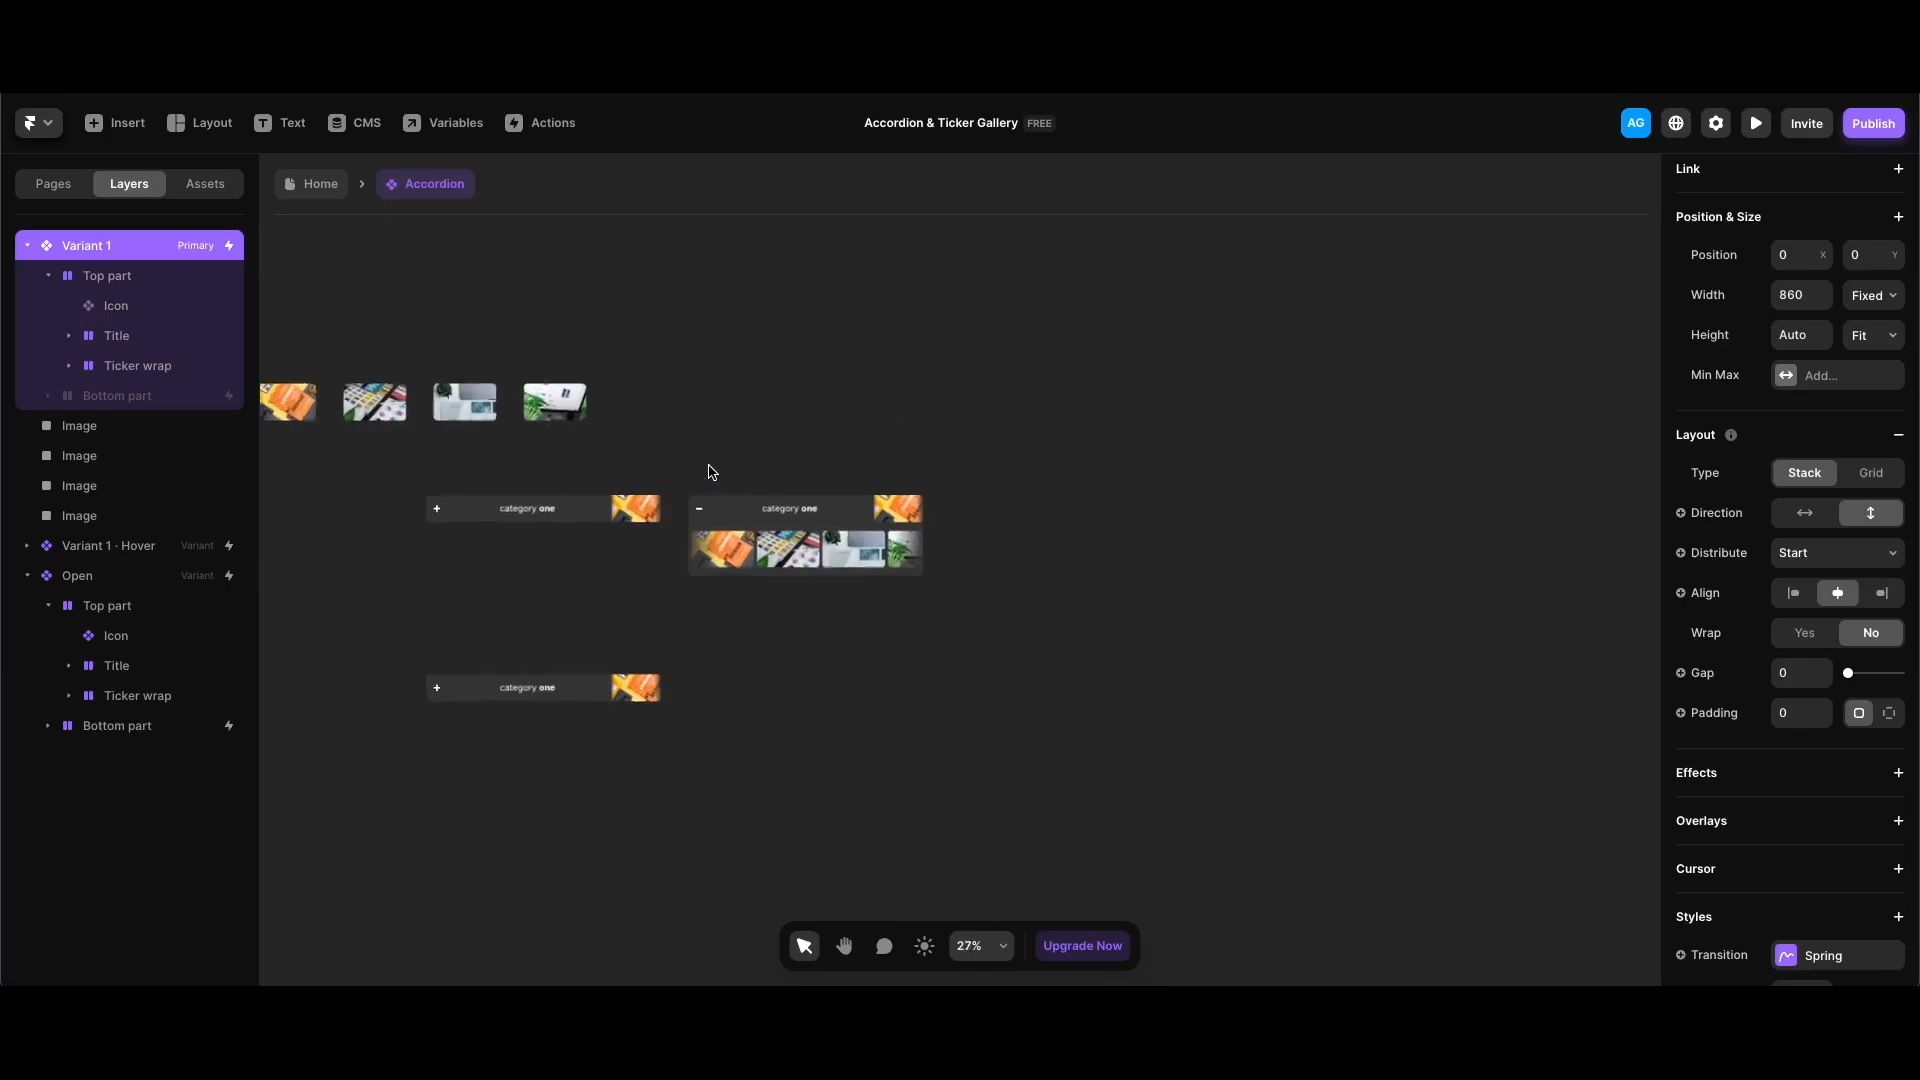 Insert
Layout
Text
CMS
Variables
Actions
Accordion & Ticker Gallery FREE
AG
Invite
Publish
Pages
Layers
Assets
Home
Accordion
Variant 1 Primary
Top part
Icon
Title
Ticker wrap
Bottom part
Image
Image
Image
Image
Variant 1 · Hover Variant
Open Variant
Top part
Icon
Title
Ticker wrap
Bottom part
+ category one
- category one
+ category one
27%
Upgrade Now
Link
Position & Size
Position 0 X 0 Y
Width 860 Fixed
Height Auto Fit
Min Max Add...
Layout
Type Stack Grid
Direction
Distribute Start
Align
Wrap Yes No
Gap 0
Padding 0
Effects
Overlays
Cursor
Styles
Transition Spring